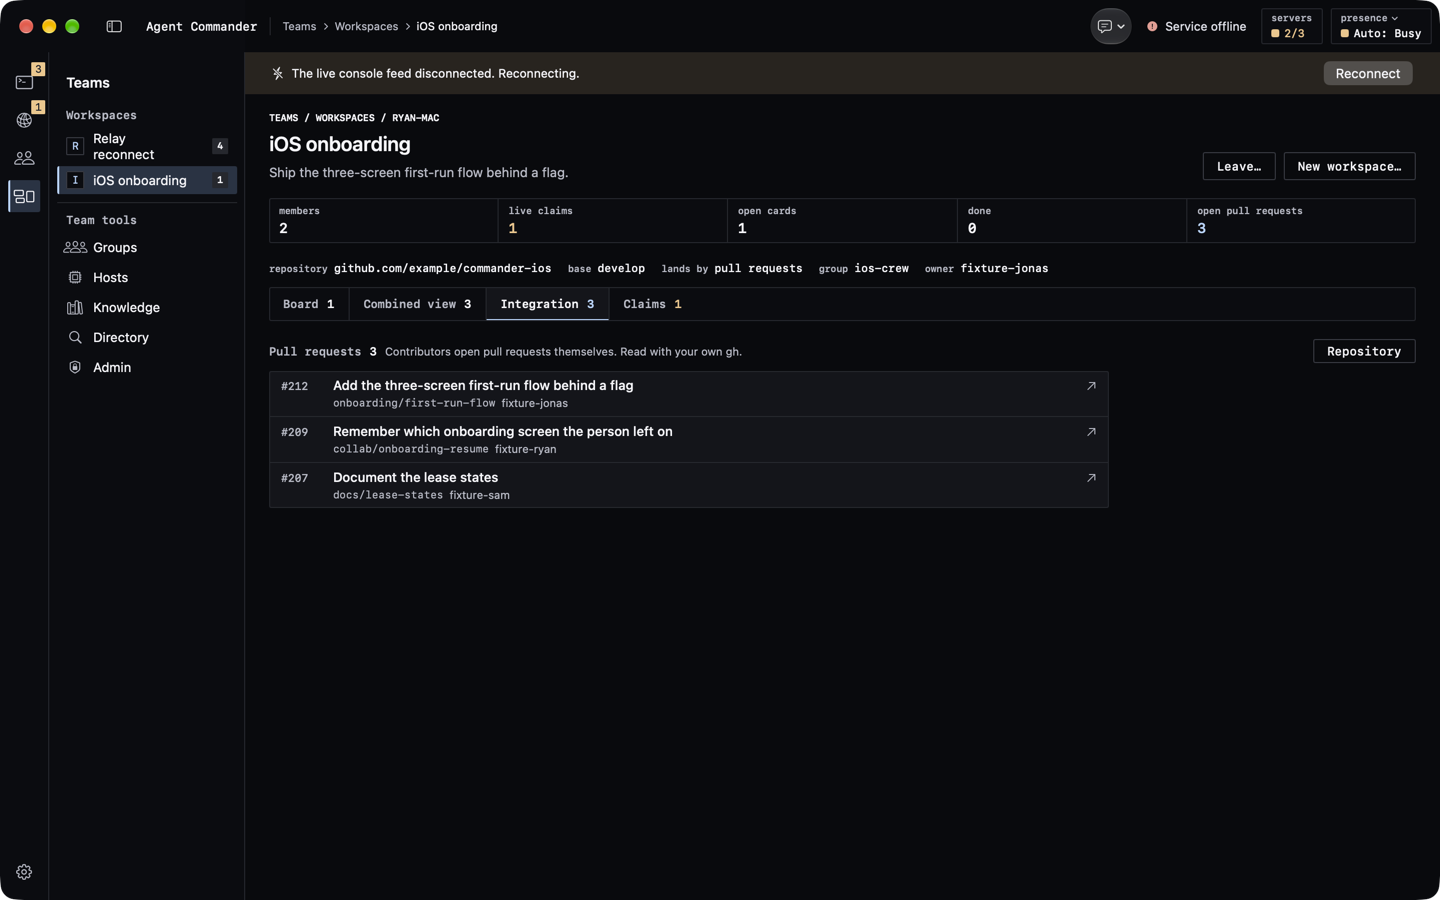 Agent Commander
Teams > Workspaces > iOS onboarding
Service offline
servers
2/3
presence
Auto: Busy
3
1
Teams
Workspaces
R Relay reconnect 4
I iOS onboarding 1
Team tools
Groups
Hosts
Knowledge
Directory
Admin
The live console feed disconnected. Reconnecting.
Reconnect
TEAMS / WORKSPACES / RYAN-MAC
iOS onboarding
Ship the three-screen first-run flow behind a flag.
Leave…
New workspace…
members
2
live claims
1
open cards
1
done
0
open pull requests
3
repository github.com/example/commander-ios base develop lands by pull requests group ios-crew owner fixture-jonas
Board 1 Combined view 3 Integration 3 Claims 1
Pull requests 3 Contributors open pull requests themselves. Read with your own gh.
Repository
#212 Add the three-screen first-run flow behind a flag
onboarding/first-run-flow fixture-jonas
#209 Remember which onboarding screen the person left on
collab/onboarding-resume fixture-ryan
#207 Document the lease states
docs/lease-states fixture-sam